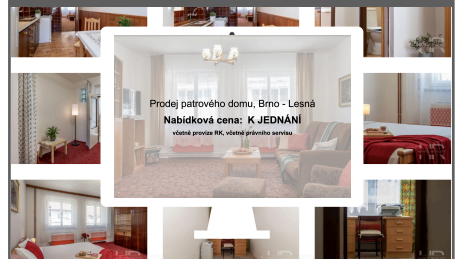 Prodej patrového domu, Brno - Lesná
Nabídková cena: K JEDNÁNÍ
včetně provize RK, včetně právního servisu